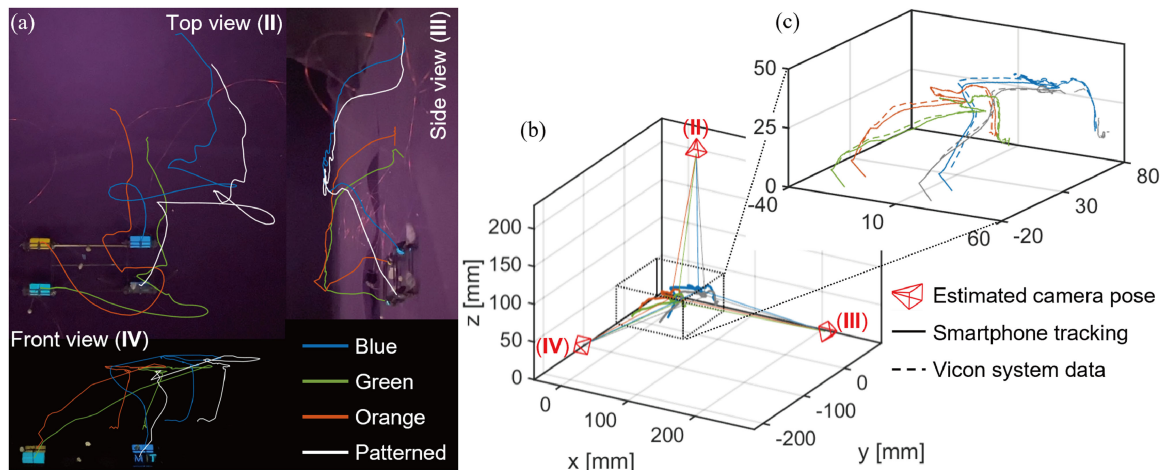 (a)
Top view (II)
Side view (III)
Front view (IV)
M I T
Blue
Green
Orange
Patterned
(b)
(II)
(III)
(IV)
z [mm]
200
150
100
50
0
0
100
200
x [mm]
0
-100
-200
y [mm]
(c)
50
25
0
-40
10
60
-20
30
80
Estimated camera pose
Smartphone tracking
Vicon system data